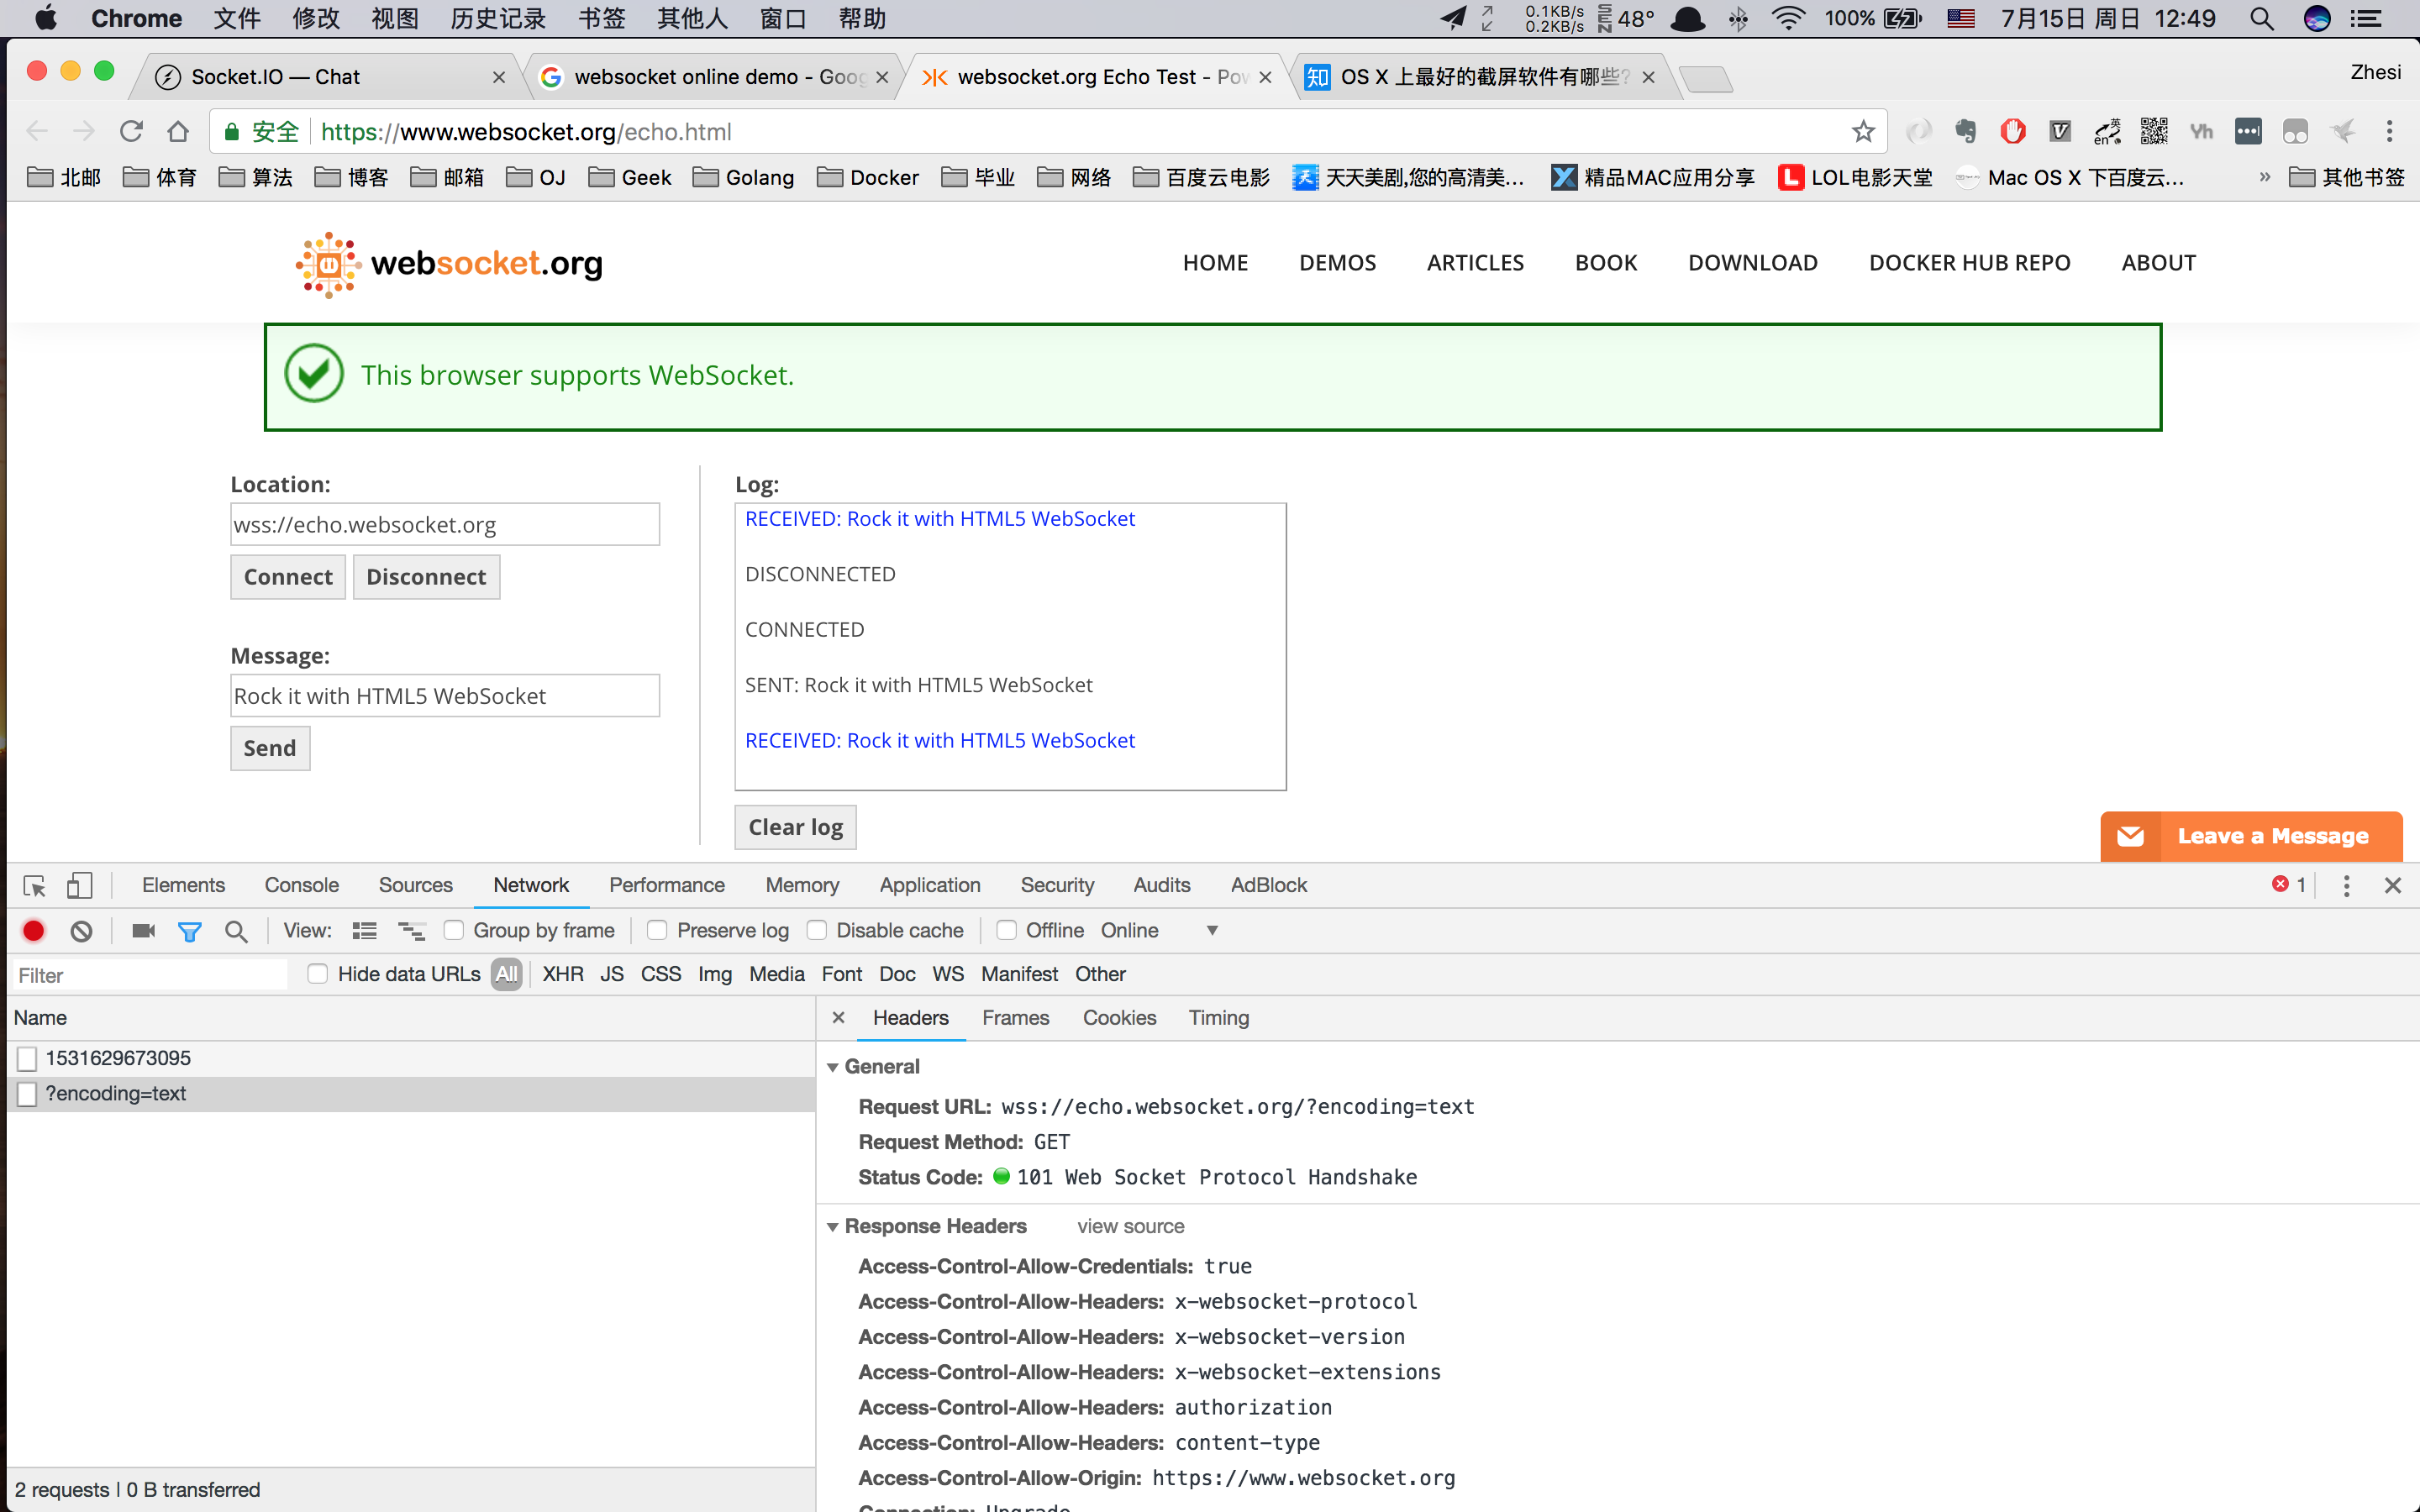 Chrome 文件 修改 视图 历史记录 书签 其他人 窗口 帮助 0.1KB/s 0.2KB/s SEN 48° 100% 7月15日 周日 12:49
Socket.IO — Chat websocket online demo - Goog websocket.org Echo Test - Pow OS X 上最好的截屏软件有哪些? Zhesi
安全 https://www.websocket.org/echo.html en 英 Yh
北邮 体育 算法 博客 邮箱 OJ Geek Golang Docker 毕业 网络 百度云电影 天天美剧,您的高清美... 精品MAC应用分享 LOL电影天堂 Mac OS X 下百度云... » 其他书签
websocket.org HOME DEMOS ARTICLES BOOK DOWNLOAD DOCKER HUB REPO ABOUT
This browser supports WebSocket.
Location:
wss://echo.websocket.org
Connect Disconnect
Message:
Rock it with HTML5 WebSocket
Send
Log:
RECEIVED: Rock it with HTML5 WebSocket
DISCONNECTED
CONNECTED
SENT: Rock it with HTML5 WebSocket
RECEIVED: Rock it with HTML5 WebSocket
Clear log
Leave a Message
Elements Console Sources Network Performance Memory Application Security Audits AdBlock 1
View: Group by frame Preserve log Disable cache Offline Online
Filter Hide data URLs All XHR JS CSS Img Media Font Doc WS Manifest Other
Name
1531629673095
?encoding=text
2 requests | 0 B transferred
Headers Frames Cookies Timing
General
Request URL: wss://echo.websocket.org/?encoding=text
Request Method: GET
Status Code: 101 Web Socket Protocol Handshake
Response Headers view source
Access-Control-Allow-Credentials: true
Access-Control-Allow-Headers: x-websocket-protocol
Access-Control-Allow-Headers: x-websocket-version
Access-Control-Allow-Headers: x-websocket-extensions
Access-Control-Allow-Headers: authorization
Access-Control-Allow-Headers: content-type
Access-Control-Allow-Origin: https://www.websocket.org
Connection: Upgrade